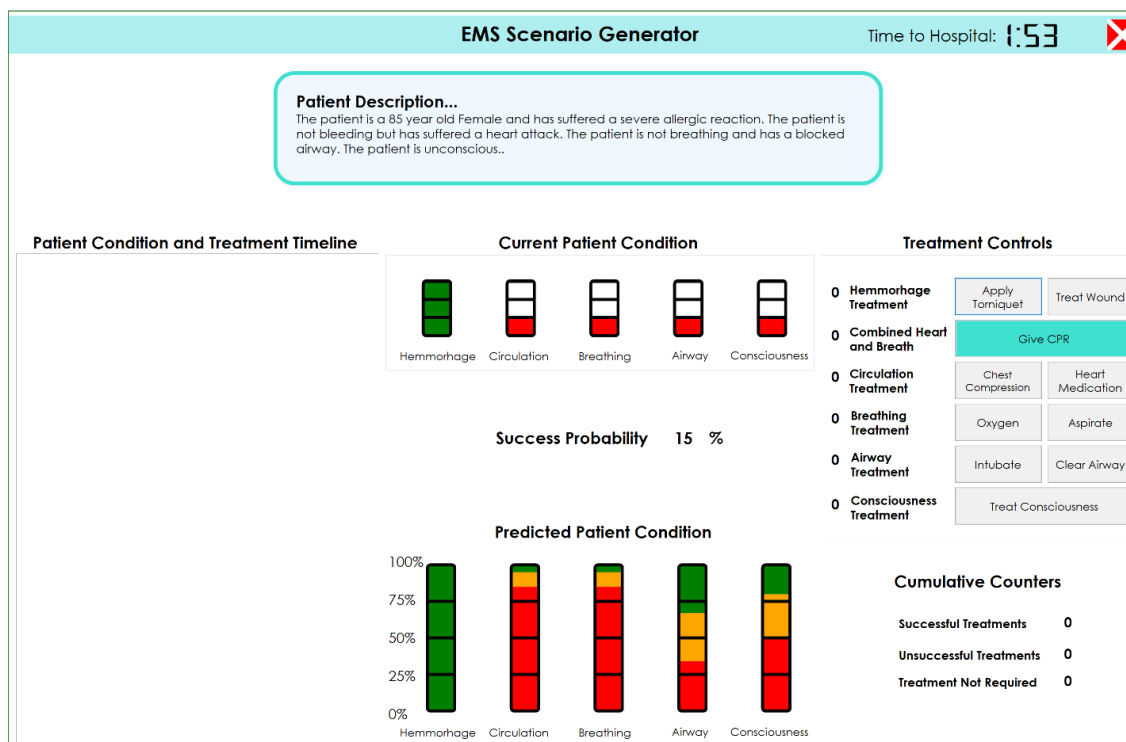 EMS Scenario Generator
Time to Hospital: 1:53
Patient Description...
The patient is a 85 year old Female and has suffered a severe allergic reaction. The patient is
not bleeding but has suffered a heart attack. The patient is not breathing and has a blocked
airway. The patient is unconscious..
Patient Condition and Treatment Timeline
Current Patient Condition
Hemmorhage
Circulation
Breathing
Airway
Consciousness
Success Probability 15 %
Predicted Patient Condition
100%
75%
50%
25%
0%
Hemmorhage
Circulation
Breathing
Airway
Consciousness
Treatment Controls
0 Hemmorhage
Treatment
Apply
Torniquet
Treat Wound
0 Combined Heart
and Breath
Give CPR
0 Circulation
Treatment
Chest
Compression
Heart
Medication
0 Breathing
Treatment
Oxygen
Aspirate
0 Airway
Treatment
Intubate
Clear Airway
0 Consciousness
Treatment
Treat Consciousness
Cumulative Counters
Successful Treatments 0
Unsuccessful Treatments 0
Treatment Not Required 0